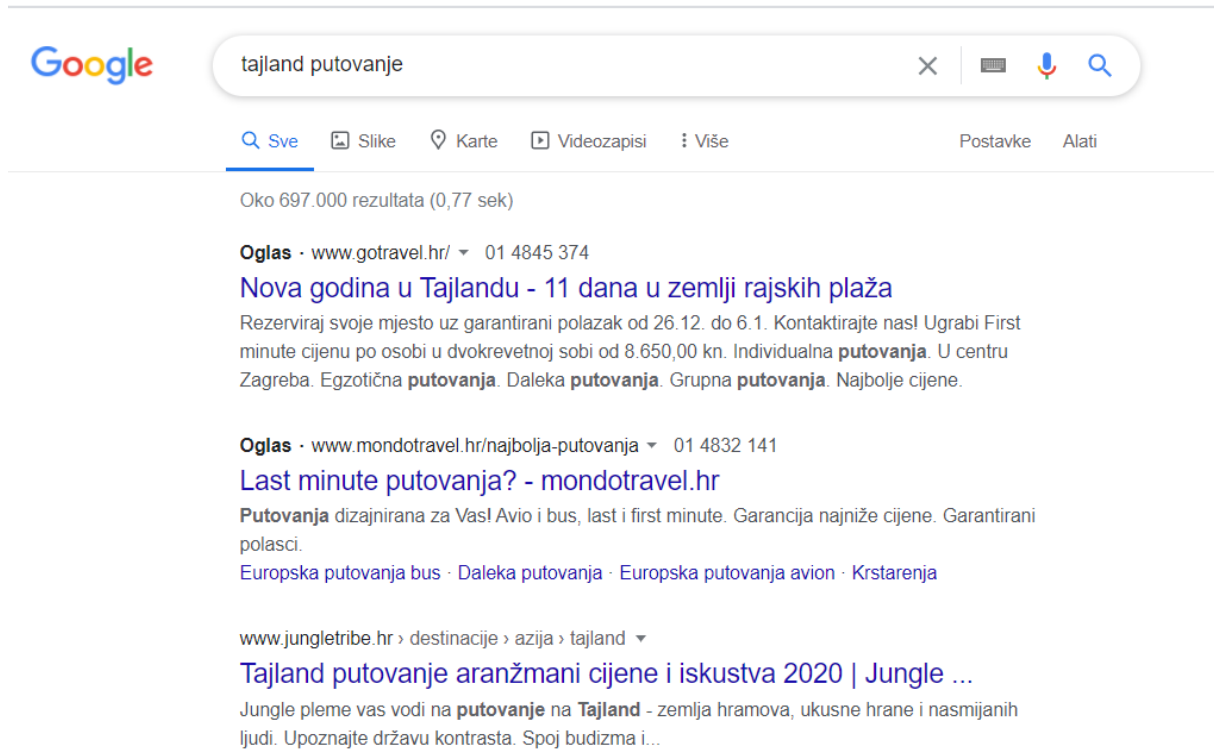 Google
tajland putovanje
Sve Slike Karte Videozapisi Više Postavke Alati
Oko 697.000 rezultata (0,77 sek)
Oglas · www.gotravel.hr/ 01 4845 374
Nova godina u Tajlandu - 11 dana u zemlji rajskih plaža
Rezerviraj svoje mjesto uz garantirani polazak od 26.12. do 6.1. Kontaktirajte nas! Ugrabi First
minute cijenu po osobi u dvokrevetnoj sobi od 8.650,00 kn. Individualna putovanja. U centru
Zagreba. Egzotična putovanja. Daleka putovanja. Grupna putovanja. Najbolje cijene.
Oglas · www.mondotravel.hr/najbolja-putovanja 01 4832 141
Last minute putovanja? - mondotravel.hr
Putovanja dizajnirana za Vas! Avio i bus, last i first minute. Garancija najniže cijene. Garantirani
polasci.
Europska putovanja bus · Daleka putovanja · Europska putovanja avion · Krstarenja
www.jungletribe.hr › destinacije › azija › tajland
Tajland putovanje aranžmani cijene i iskustva 2020 | Jungle ...
Jungle pleme vas vodi na putovanje na Tajland - zemlja hramova, ukusne hrane i nasmijanih
ljudi. Upoznajte državu kontrasta. Spoj budizma i...